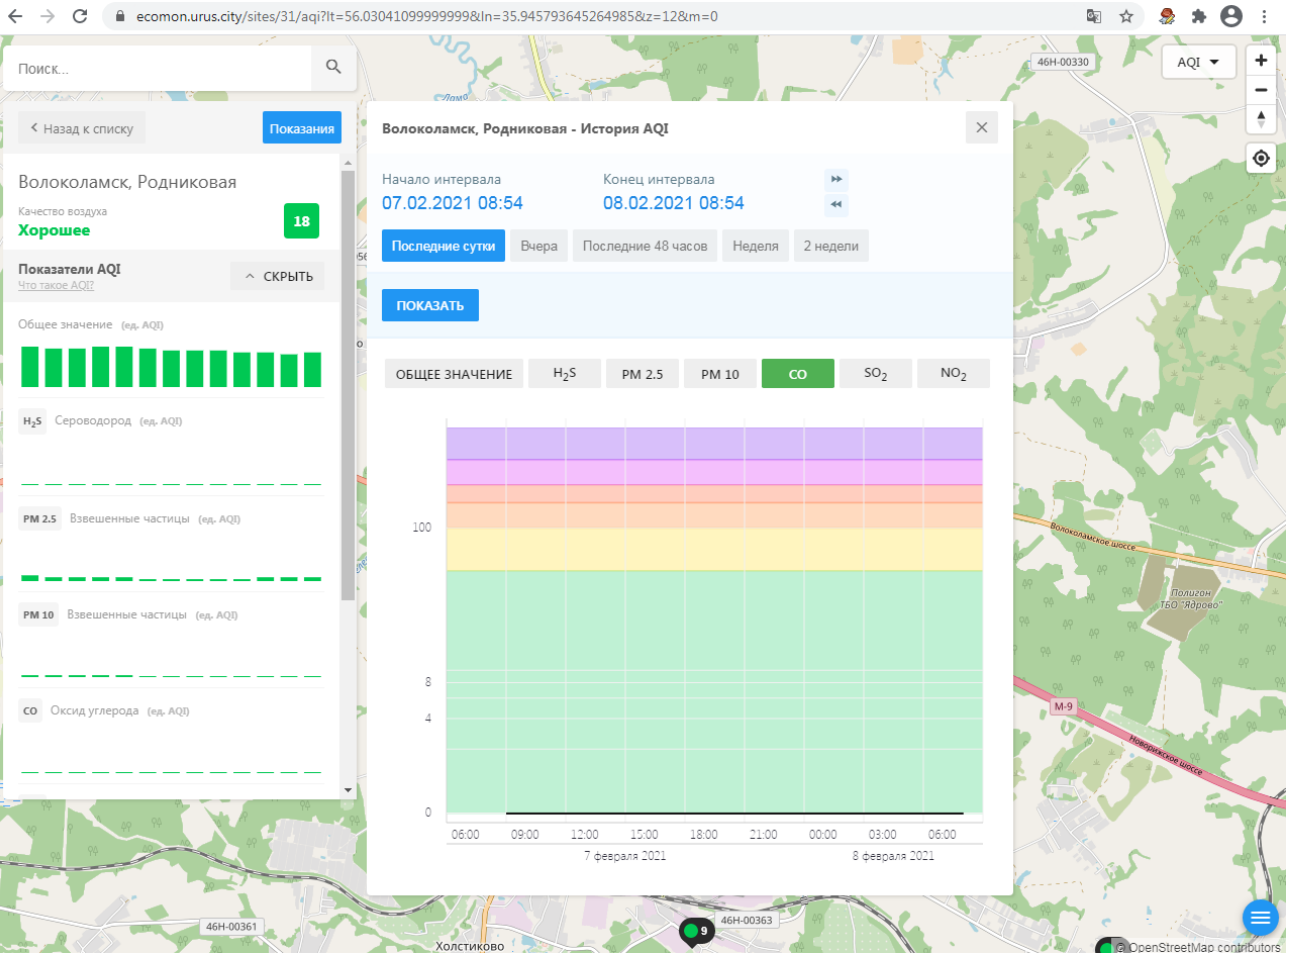 ecomon.urus.city/sites/31/aqi?lt=56.03041099999999&ln=35.945793645264985&z=12&m=0
Поиск...
46Н-00330
AQI
Ломо
Назад к списку
Показания
Волоколамск, Родниковая - История AQI
Волоколамск, Родниковая
Качество воздуха
Хорошее
18
Начало интервала
Конец интервала
07.02.2021 08:54
08.02.2021 08:54
Последние сутки
Вчера
Последние 48 часов
Неделя
2 недели
Показатели AQI
Что такое AQI?
СКРЫТЬ
ПОКАЗАТЬ
Общее значение (ед. AQI)
ОБЩЕЕ ЗНАЧЕНИЕ
H2S
PM 2.5
PM 10
CO
SO2
NO2
H2S Сероводород (ед. AQI)
PM 2.5 Взвешенные частицы (ед. AQI)
PM 10 Взвешенные частицы (ед. AQI)
CO Оксид углерода (ед. AQI)
100
8
4
0
06:00
09:00
12:00
15:00
18:00
21:00
00:00
03:00
06:00
7 февраля 2021
8 февраля 2021
Волоколамское шоссе
Полигон
ТБО "Ядрово"
М-9
Новорижское шоссе
46Н-00361
46Н-00363
9
Холстиково
© OpenStreetMap contributors